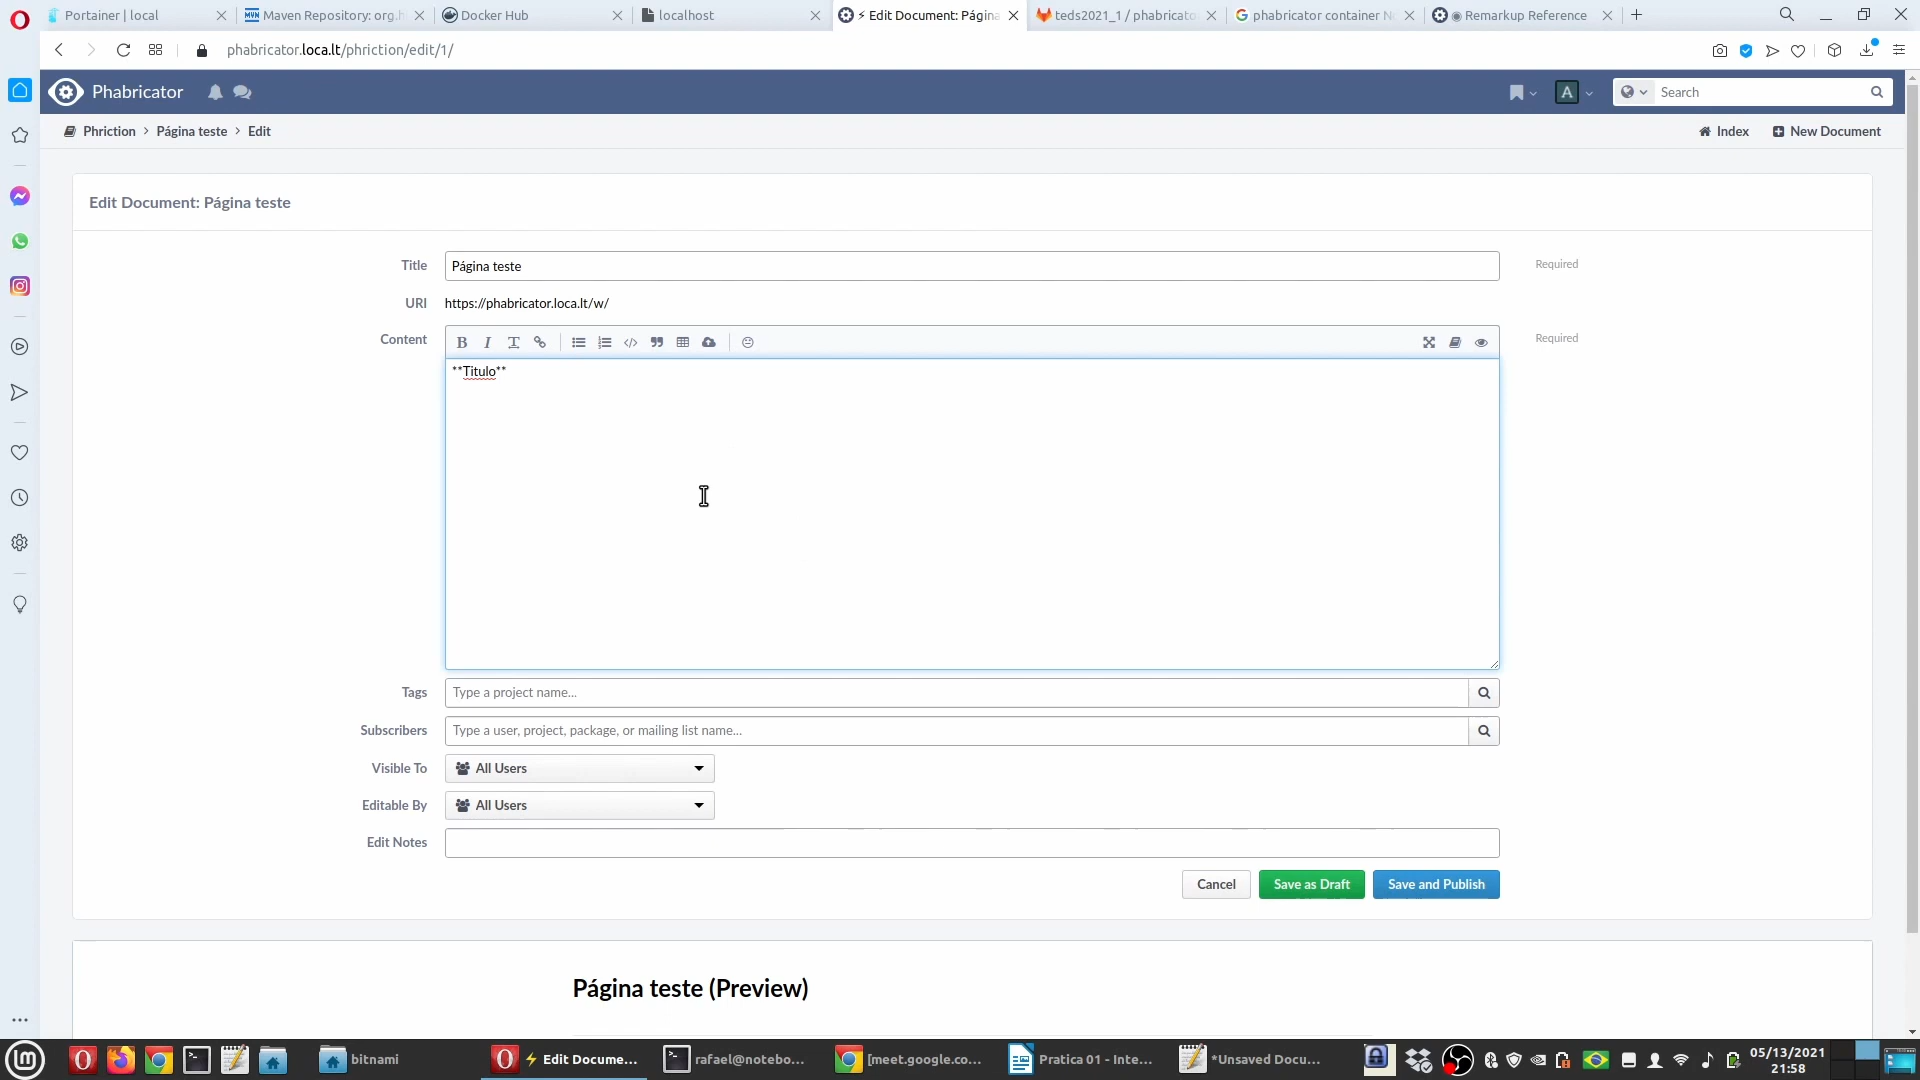 Portainer | local
Maven Repository: org.h
Docker Hub
localhost
⚡ Edit Document: Página
teds2021_1 / phabricato
phabricator container N
◉ Remarkup Reference
phabricator.loca.lt/phriction/edit/1/
Phabricator
A
Search
Phriction > Página teste > Edit
Index
New Document
Edit Document: Página teste
Title
Página teste
Required
URI
https://phabricator.loca.lt/w/
Content
Required
**Titulo**
Tags
Type a project name...
Subscribers
Type a user, project, package, or mailing list name...
Visible To
All Users
Editable By
All Users
Edit Notes
Cancel
Save as Draft
Save and Publish
Página teste (Preview)
bitnami
⚡ Edit Docume...
rafael@notebo...
[meet.google.co...
Pratica 01 - Inte...
*Unsaved Docu...
05/13/2021
21:58